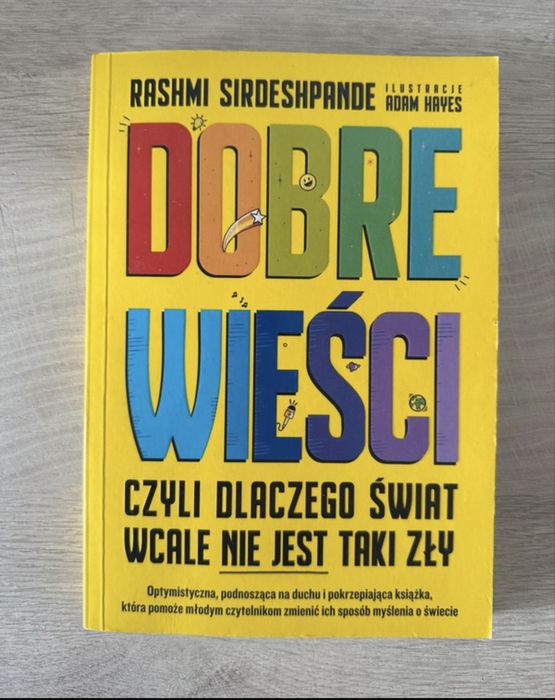 RASHMI SIRDESHPANDE
ILUSTRACJE
ADAM HAYES
DOBRE
WIEŚCI
CZYLI DLACZEGO ŚWIAT
WCALE NIE JEST TAKI ZŁY
Optymistyczna, podnosząca na duchu i pokrzepiająca książka,
która pomoże młodym czytelnikom zmienić ich sposób myślenia o świecie